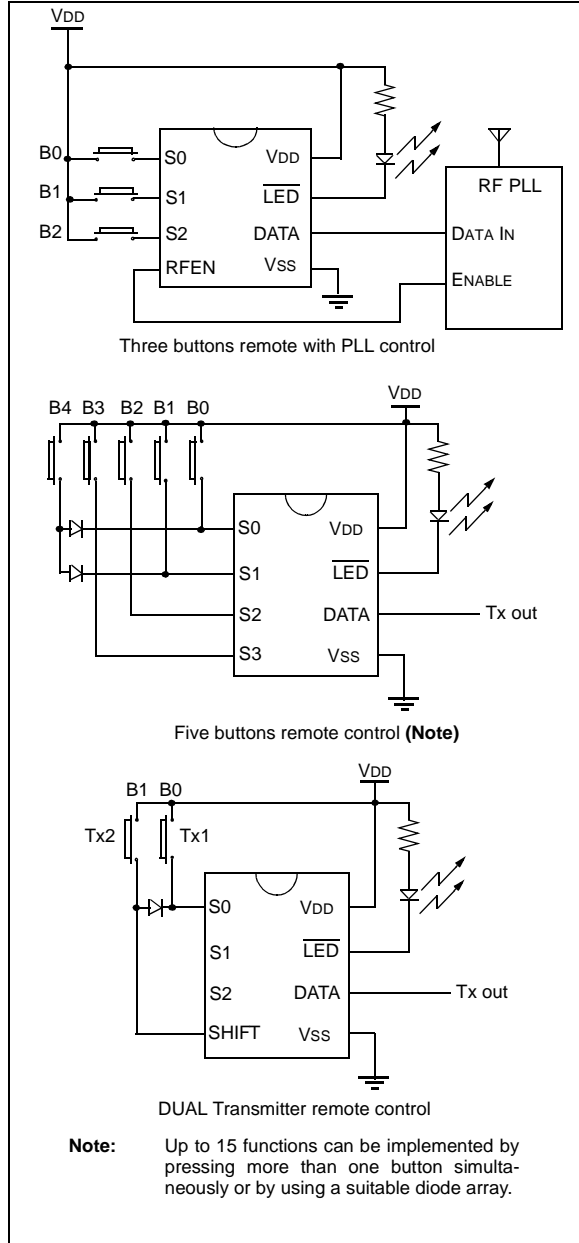 VDD
B0
S0
VDD
B1
S1
LED
RF PLL
B2
S2
DATA
DATA IN
RFEN
VSS
ENABLE
Three buttons remote with PLL control
VDD
B4 B3 B2 B1 B0
S0
VDD
S1
LED
S2
DATA
Tx out
S3
VSS
Five buttons remote control (Note)
VDD
B1 B0
Tx2
Tx1
S0
VDD
S1
LED
S2
DATA
Tx out
SHIFT
VSS
DUAL Transmitter remote control
Note: Up to 15 functions can be implemented by
pressing more than one button simulta-
neously or by using a suitable diode array.